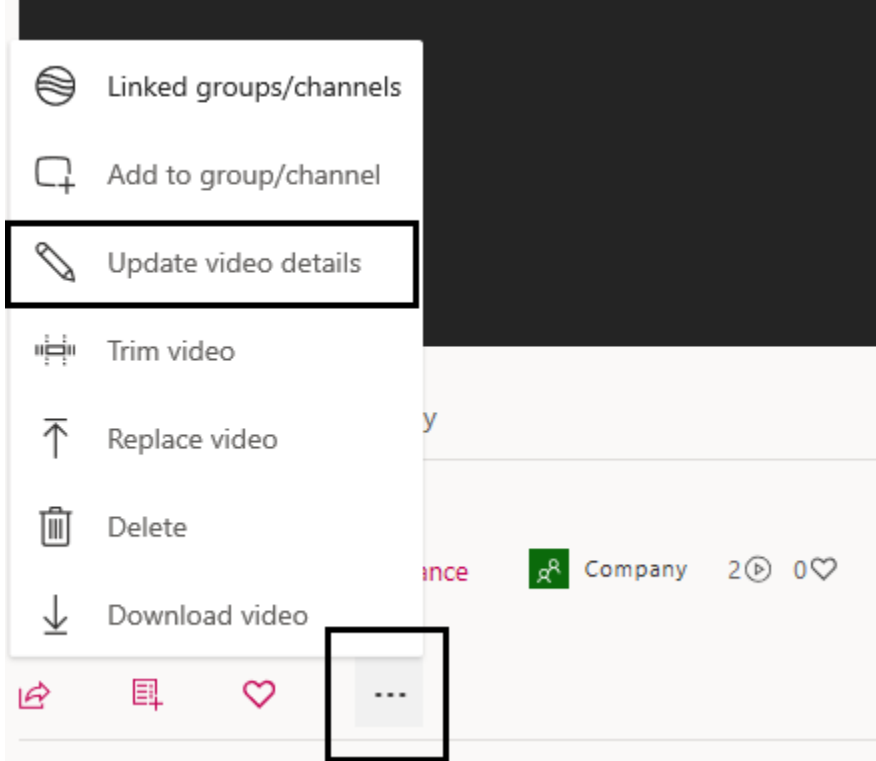 Linked groups/channels
Add to group/channel
Update video details
Trim video
Replace video
y
Delete
ance
Company 2 0
Download video
...